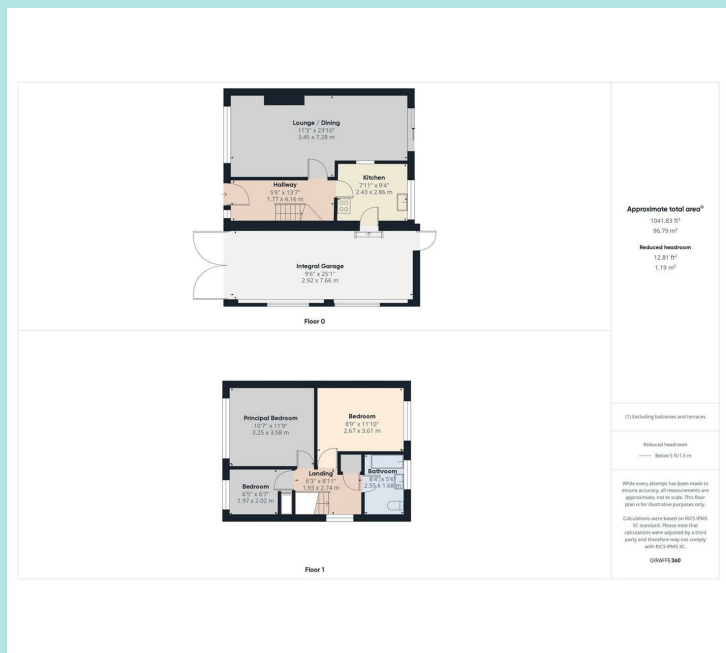 Lounge / Dining
11'3" x 23'10"
3.45 x 7.28 m
Hallway
5'9" x 13'7"
1.77 x 4.16 m
Kitchen
7'11" x 9'4"
2.43 x 2.86 m
Integral Garage
9'6" x 25'1"
2.92 x 7.66 m
Floor 0
Principal Bedroom
10'7" x 11'9"
3.25 x 3.58 m
Bedroom
8'9" x 11'10"
2.67 x 3.61 m
Landing
6'3" x 8'11"
1.93 x 2.74 m
Bathroom
8'4" x 5'6"
2.55 x 1.68 m
Bedroom
6'5" x 6'7"
1.97 x 2.02 m
Floor 1
Approximate total area(1)
1041.83 ft²
96.79 m²
Reduced headroom
12.81 ft²
1.19 m²
(1) Excluding balconies and terraces
Reduced headroom
Below 5 ft/1.5 m
While every attempt has been made to
ensure accuracy, all measurements are
approximate, not to scale. This floor
plan is for illustrative purposes only.
Calculations were based on RICS IPMS
3C standard. Please note that
calculations were adjusted by a third
party and therefore may not comply
with RICS IPMS 3C.
GIRAFFE360